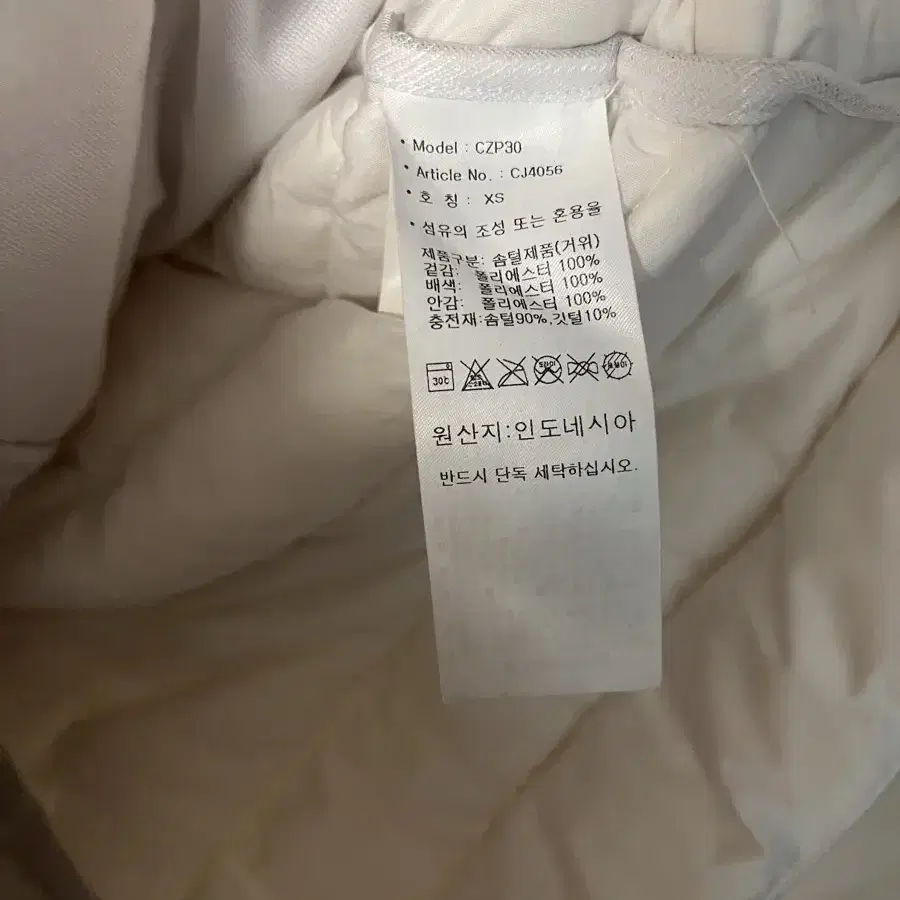 • Model : CZP30
• Article No. : CJ4056
• 호 칭 : XS
• 섬유의 조성 또는 혼용율
제품구분: 솜털제품(거위)
겉감: 폴리에스터 100%
배색: 폴리에스터 100%
안감: 폴리에스터 100%
충전재:솜털90%,깃털10%
30℃
원산지:인도네시아
반드시 단독 세탁하십시오.